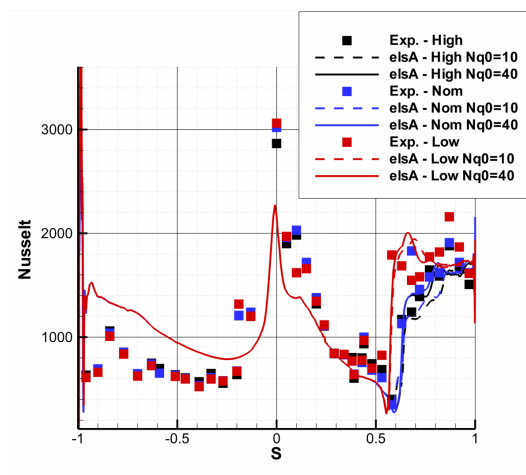 Exp. - High
elsA - High Nq0=10
elsA - High Nq0=40
Exp. - Nom
elsA - Nom Nq0=10
elsA - Nom Nq0=40
Exp. - Low
elsA - Low Nq0=10
elsA - Low Nq0=40
3000
2000
1000
Nusselt
-1
-0.5
0
0.5
1
S